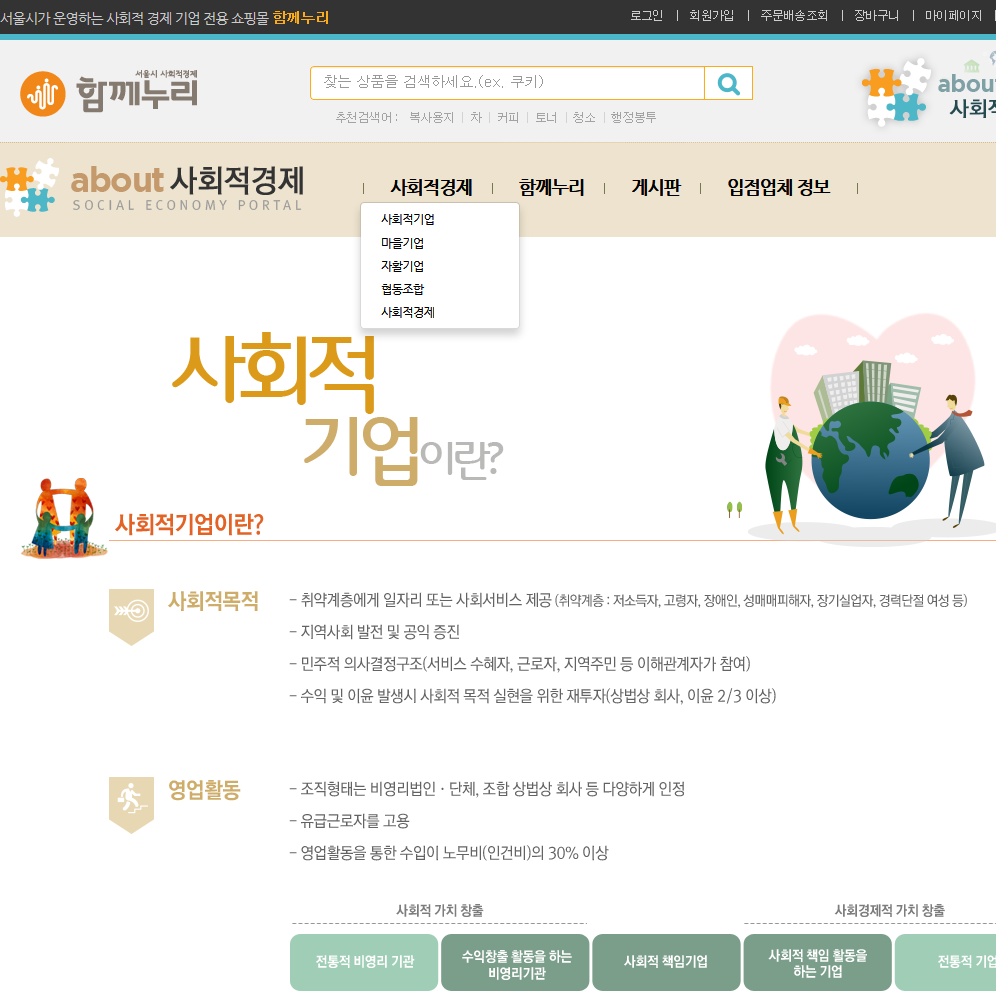 서울시가 운영하는 사회적 경제 기업 전용 쇼핑몰 함께누리
로그인 | 회원가입 | 주문배송조회 | 장바구니 | 마이페이지 |
서울시 사회적경제
함께누리
찾는 상품을 검색하세요.(ex. 쿠키)
추천검색어 : 복사용지 | 차 | 커피 | 토너 | 청소 | 행정봉투
about
사회적
about 사회적경제
SOCIAL ECONOMY PORTAL
| 사회적경제 | 함께누리 | 게시판 | 입점업체 정보 |
사회적기업
마을기업
자활기업
협동조합
사회적경제
사회적
기업이란?
사회적기업이란?
사회적목적
- 취약계층에게 일자리 또는 사회서비스 제공 (취약계층 : 저소득자, 고령자, 장애인, 성매매피해자, 장기실업자, 경력단절 여성 등)
- 지역사회 발전 및 공익 증진
- 민주적 의사결정구조(서비스 수혜자, 근로자, 지역주민 등 이해관계자가 참여)
- 수익 및 이윤 발생시 사회적 목적 실현을 위한 재투자(상법상 회사, 이윤 2/3 이상)
영업활동
- 조직형태는 비영리법인 · 단체, 조합 상법상 회사 등 다양하게 인정
- 유급근로자를 고용
- 영업활동을 통한 수입이 노무비(인건비)의 30% 이상
사회적 가치 창출
사회경제적 가치 창출
전통적 비영리 기관
수익창출 활동을 하는
비영리기관
사회적 책임기업
사회적 책임 활동을
하는 기업
전통적 기업